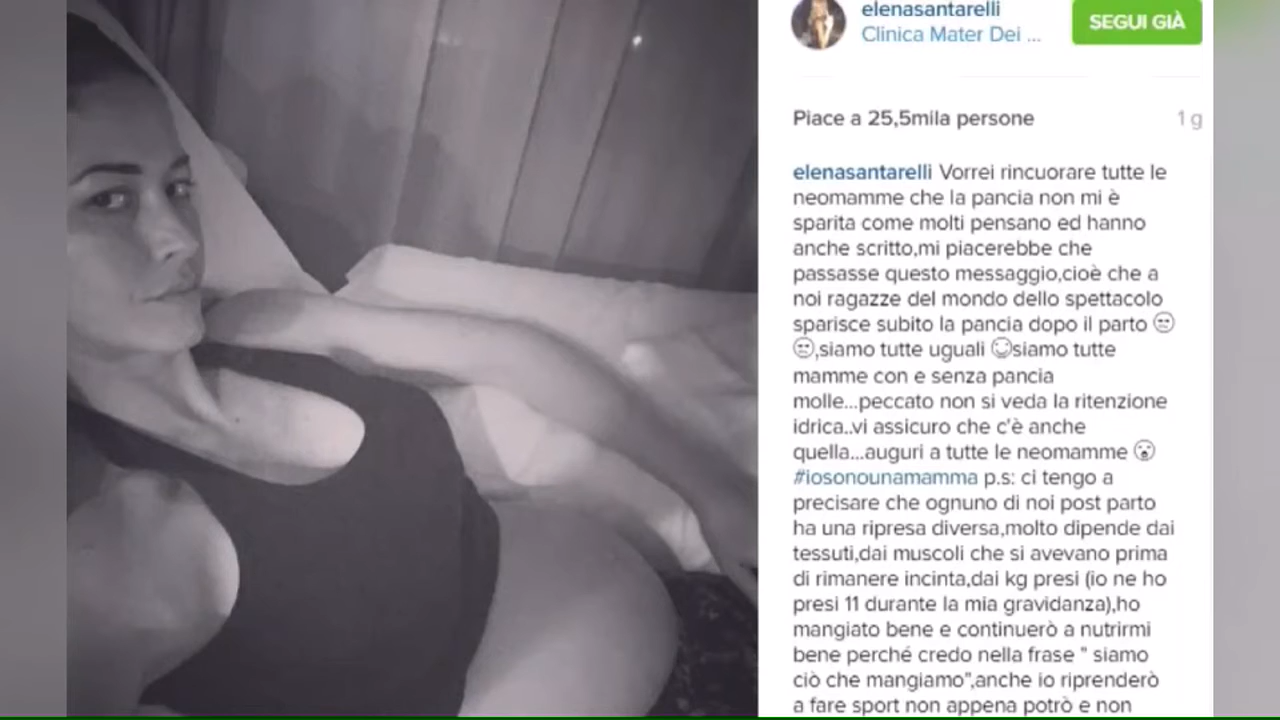 elenasantarelli
Clinica Mater Dei ...
SEGUI GIÀ
Piace a 25,5mila persone
1 g
elenasantarelli Vorrei rincuorare tutte le
neomamme che la pancia non mi è
sparita come molti pensano ed hanno
anche scritto,mi piacerebbe che
passasse questo messaggio,cioè che a
noi ragazze del mondo dello spettacolo
sparisce subito la pancia dopo il parto 😒
😒,siamo tutte uguali 😉siamo tutte
mamme con e senza pancia
molle...peccato non si veda la ritenzione
idrica..vi assicuro che c'è anche
quella...auguri a tutte le neomamme 😘
#iosonounamamma p.s: ci tengo a
precisare che ognuno di noi post parto
ha una ripresa diversa,molto dipende dai
tessuti,dai muscoli che si avevano prima
di rimanere incinta,dai kg presi (io ne ho
presi 11 durante la mia gravidanza),ho
mangiato bene e continuerò a nutrirmi
bene perché credo nella frase " siamo
ciò che mangiamo",anche io riprenderò
a fare sport non appena potrò e non